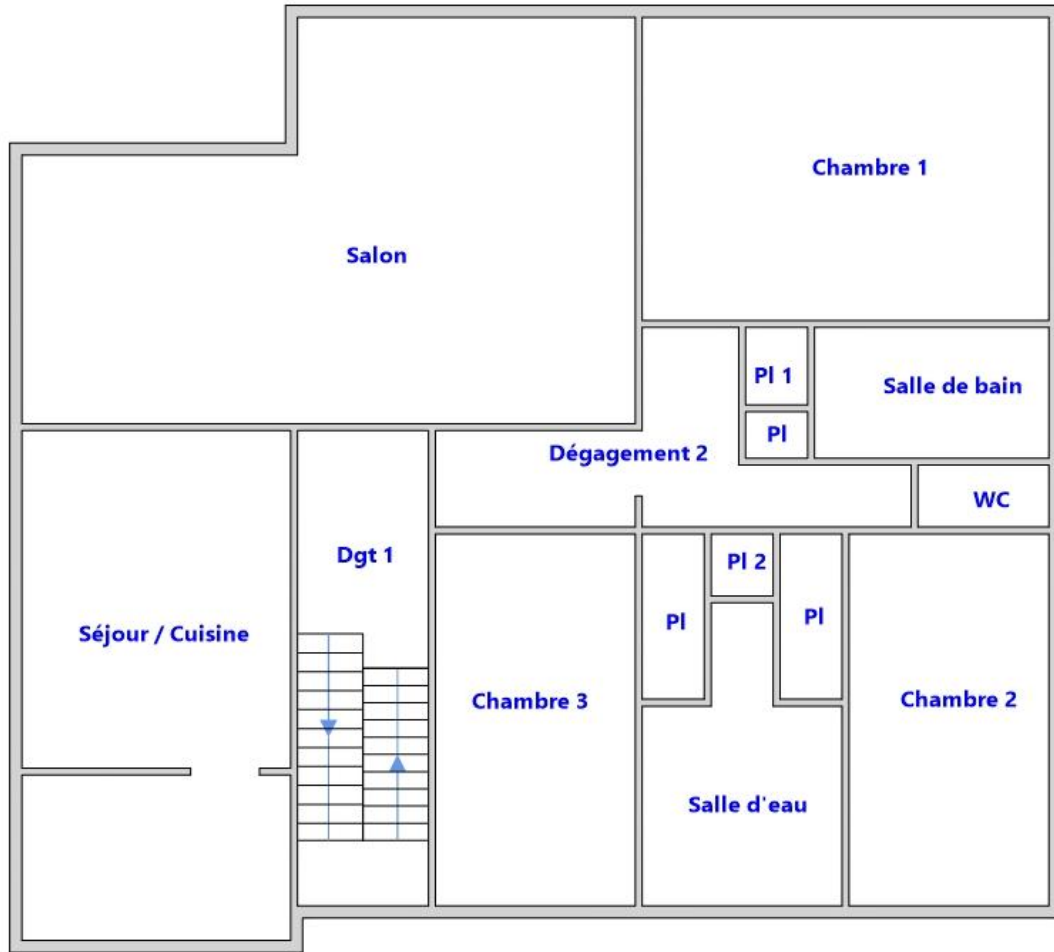 Chambre 1
Salon
Pl 1
Salle de bain
Pl
Dégagement 2
WC
Dgt 1
Pl 2
Pl
Pl
Séjour / Cuisine
Chambre 3
Chambre 2
Salle d'eau